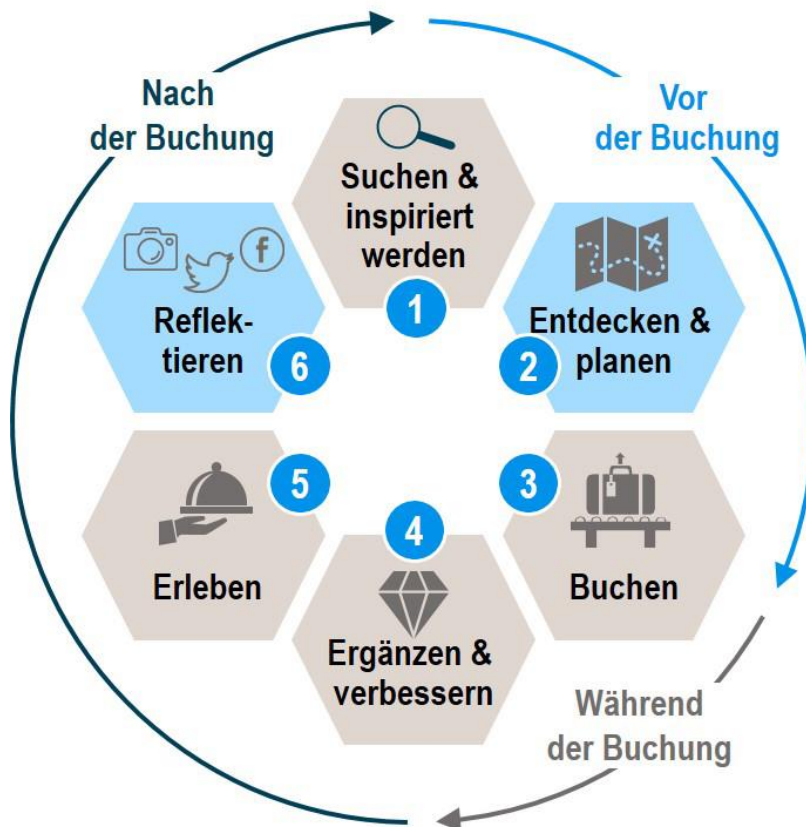 Nach
der Buchung
Vor
der Buchung
Suchen &
inspiriert
werden
1
Entdecken &
planen
2
3
Buchen
4
Ergänzen &
verbessern
5
Erleben
f
Reflek-
tieren
6
Während
der Buchung